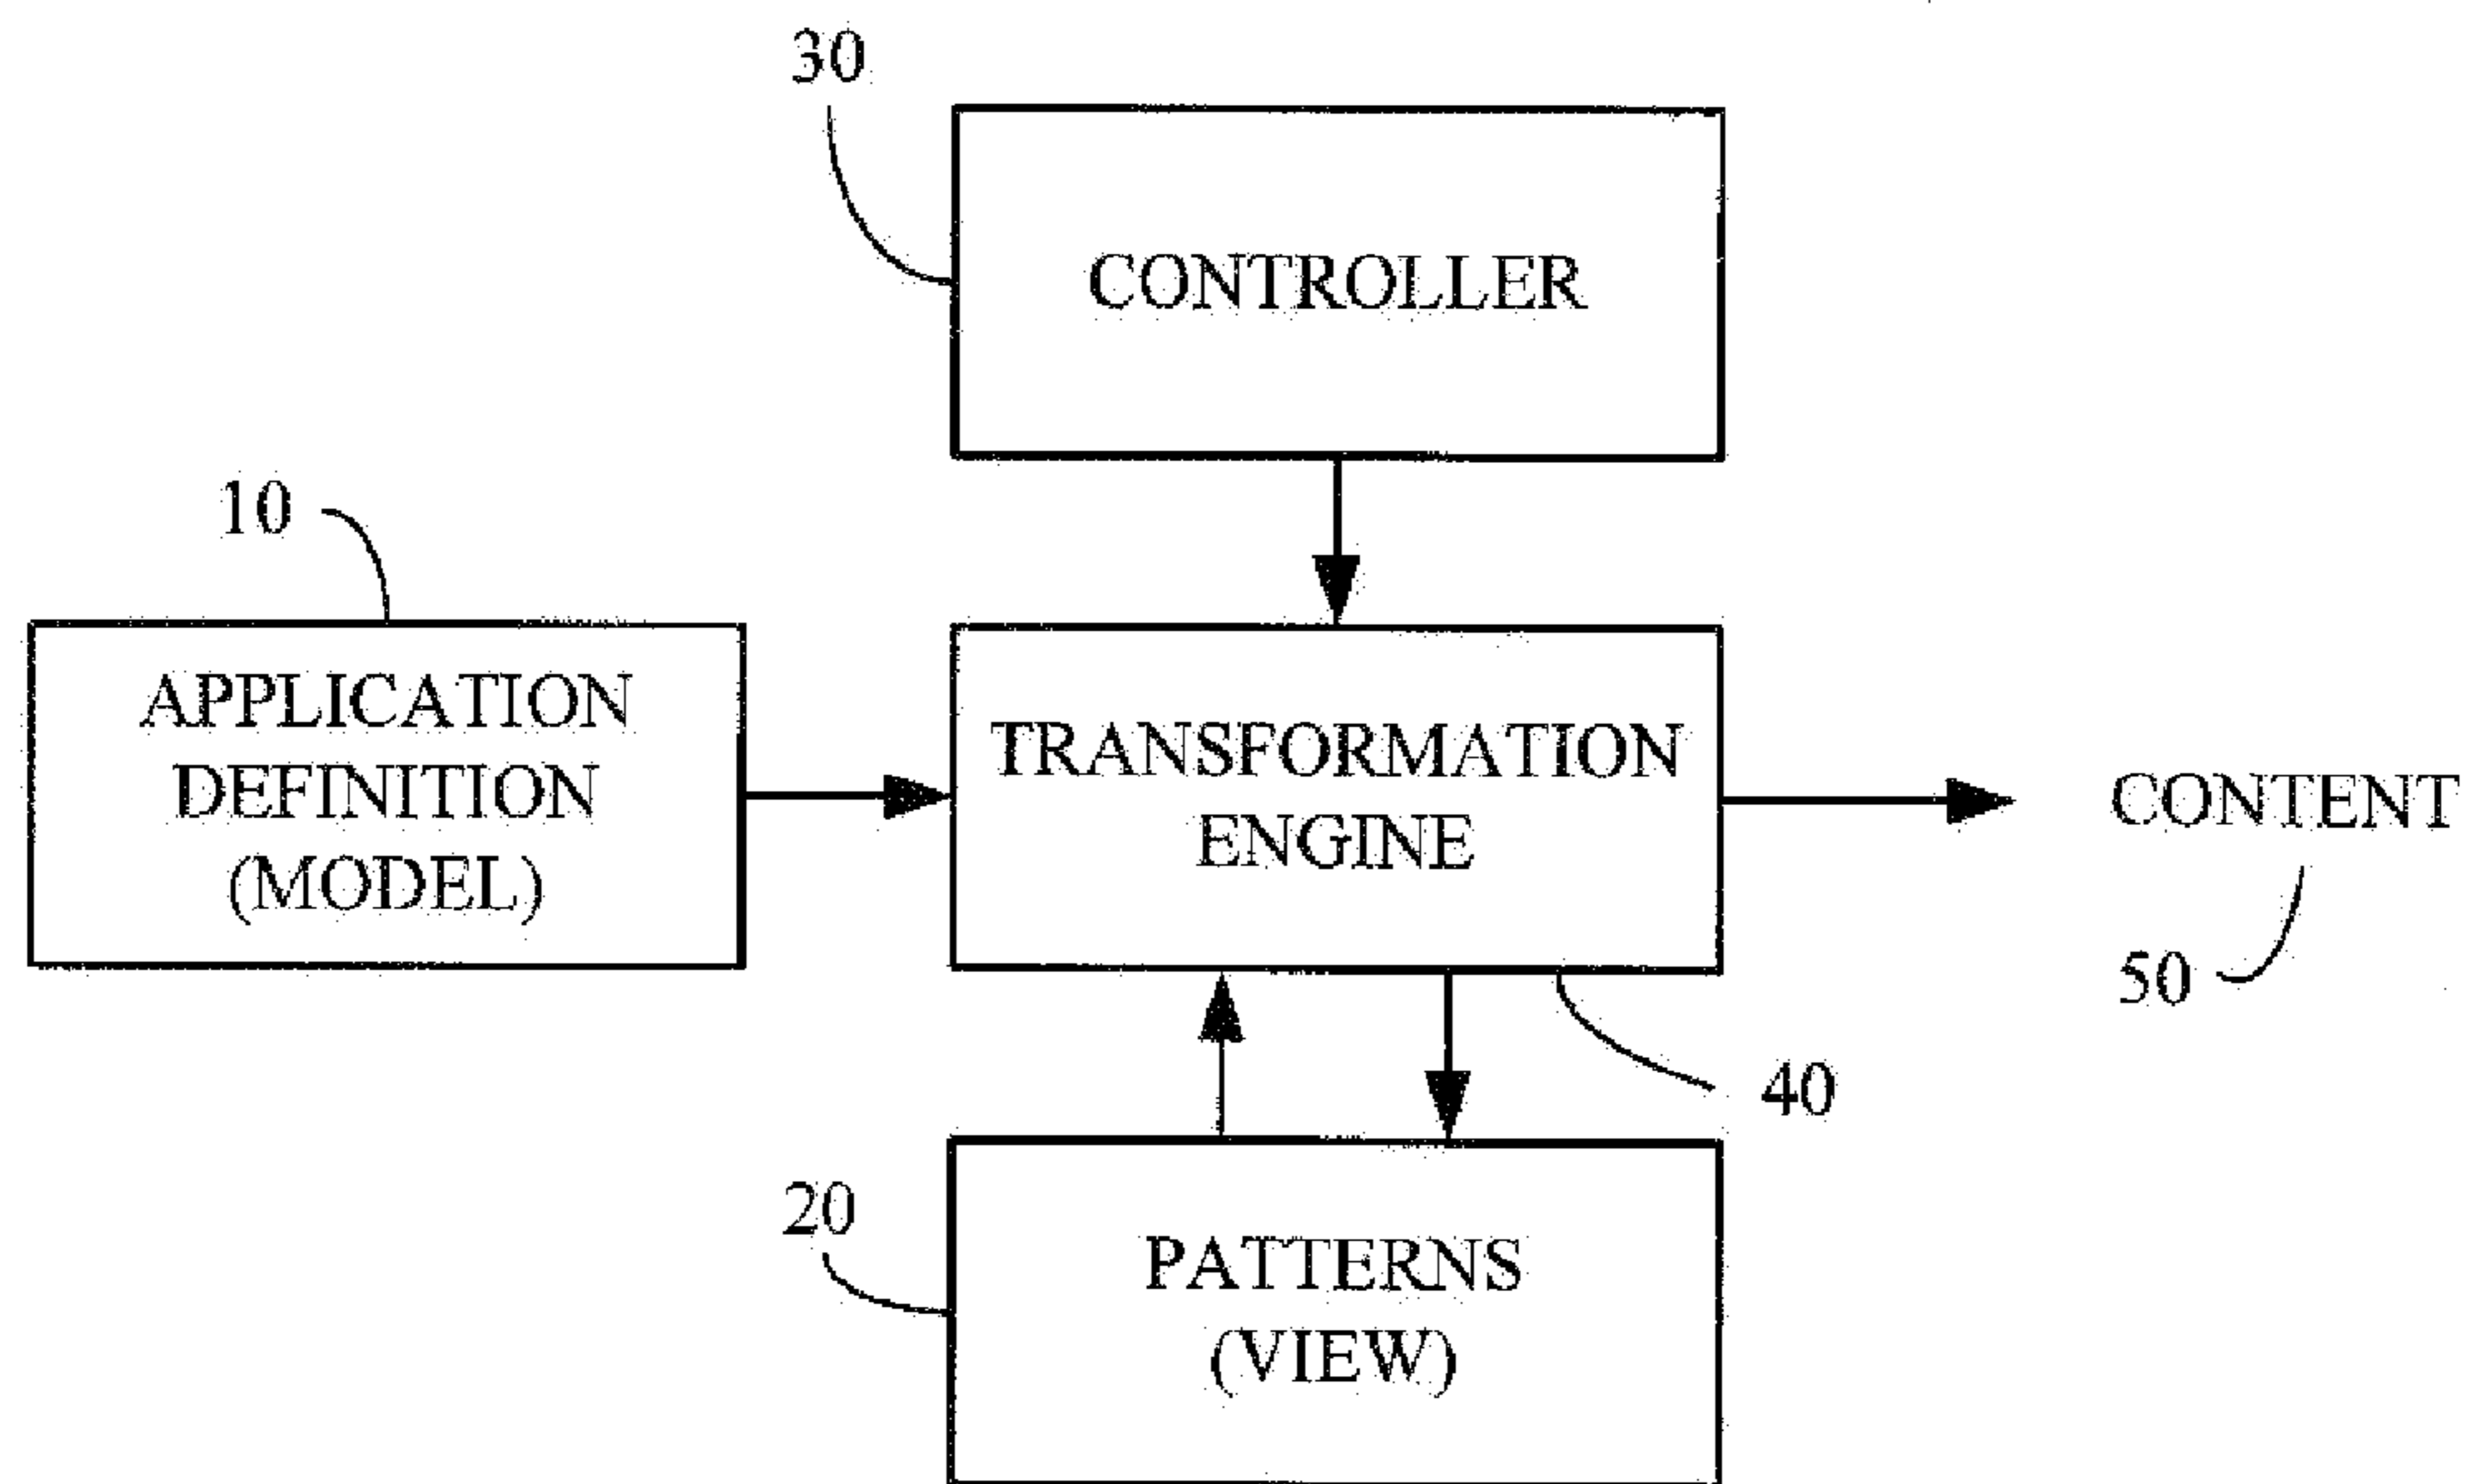 30
CONTROLLER
10
APPLICATION
DEFINITION
(MODEL)
TRANSFORMATION
ENGINE
CONTENT
50
40
20
PATTERNS
(VIEW)